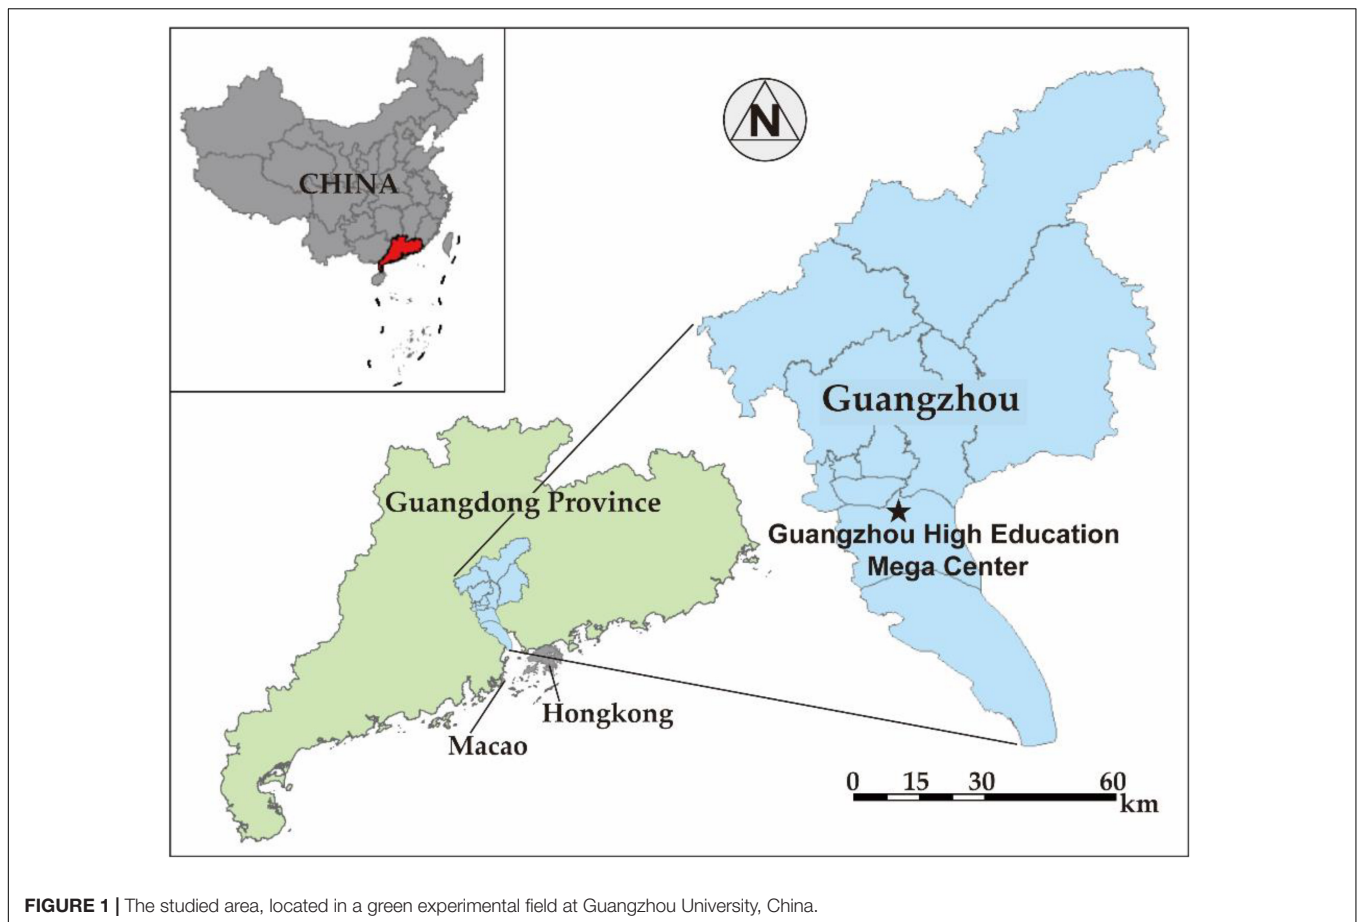 CHINA
N
Guangzhou
Guangdong Province
Guangzhou High Education
Mega Center
Hongkong
Macao
0 15 30 60
km
FIGURE 1 | The studied area, located in a green experimental field at Guangzhou University, China.